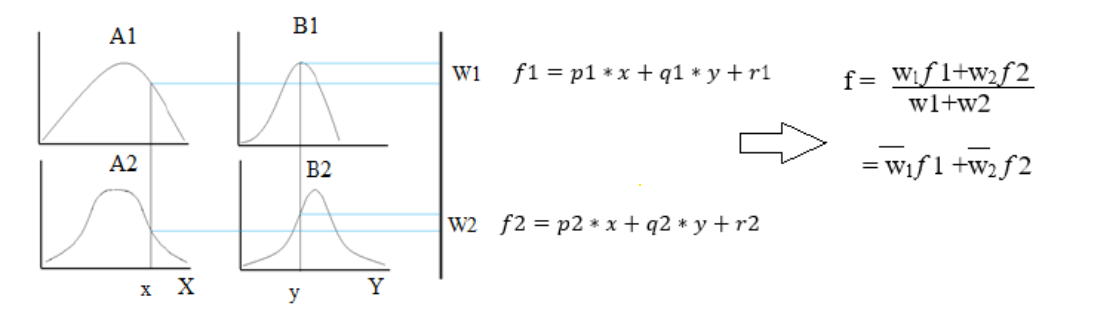 A1
B1
W1
f1 = p1 * x + q1 * y + r1
f = w₁f1+w₂f2
w1+w2
= w̅₁f1 +w̅₂f2
A2
B2
W2
f2 = p2 * x + q2 * y + r2
x
X
y
Y